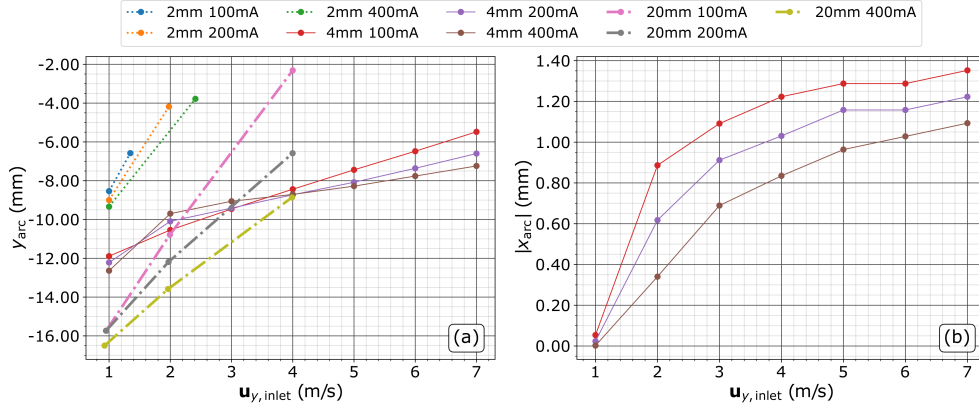 2mm 100mA 2mm 400mA 4mm 200mA 20mm 100mA 20mm 400mA
2mm 200mA 4mm 100mA 4mm 400mA 20mm 200mA
y_arc (mm)
-2.00
-4.00
-6.00
-8.00
-10.00
-12.00
-14.00
-16.00
(a)
1 2 3 4 5 6 7
u_y, inlet (m/s)
|x_arc| (mm)
1.40
1.20
1.00
0.80
0.60
0.40
0.20
0.00
(b)
1 2 3 4 5 6 7
u_y, inlet (m/s)